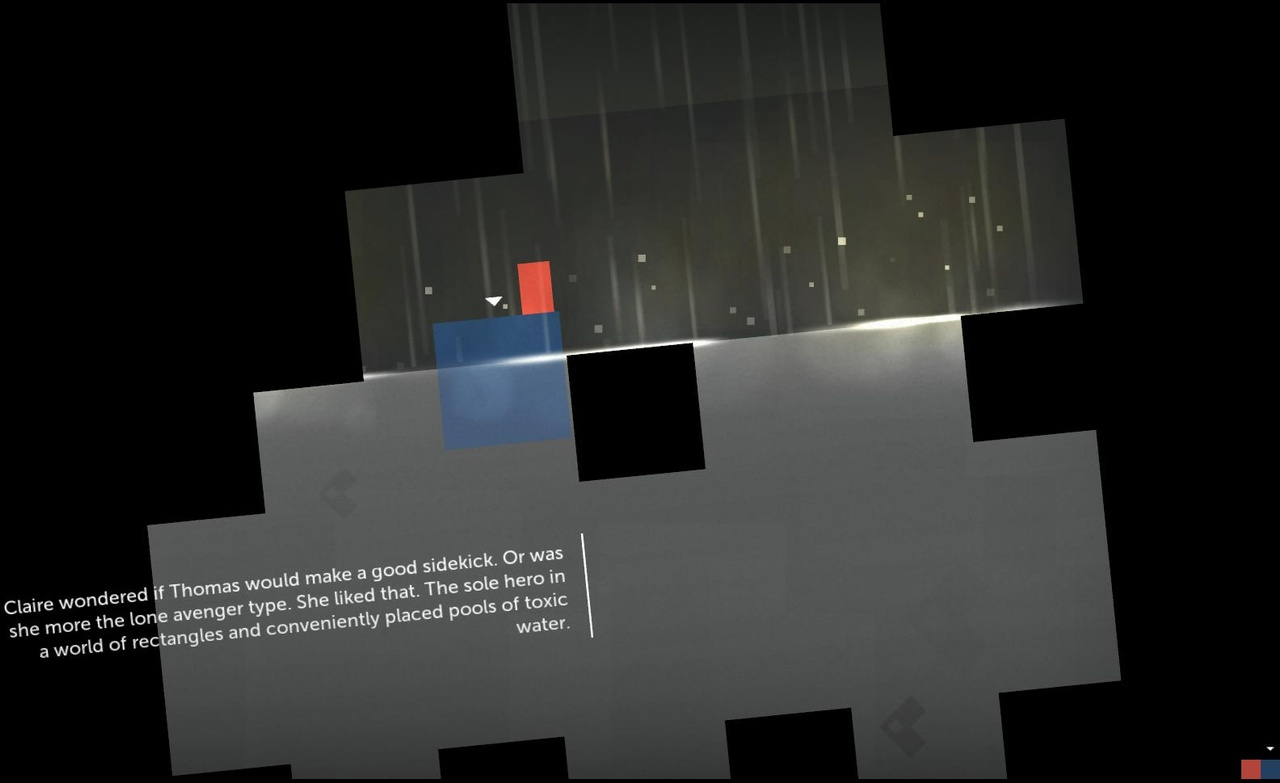 Claire wondered if Thomas would make a good sidekick. Or was
she more the lone avenger type. She liked that. The sole hero in
a world of rectangles and conveniently placed pools of toxic
water.